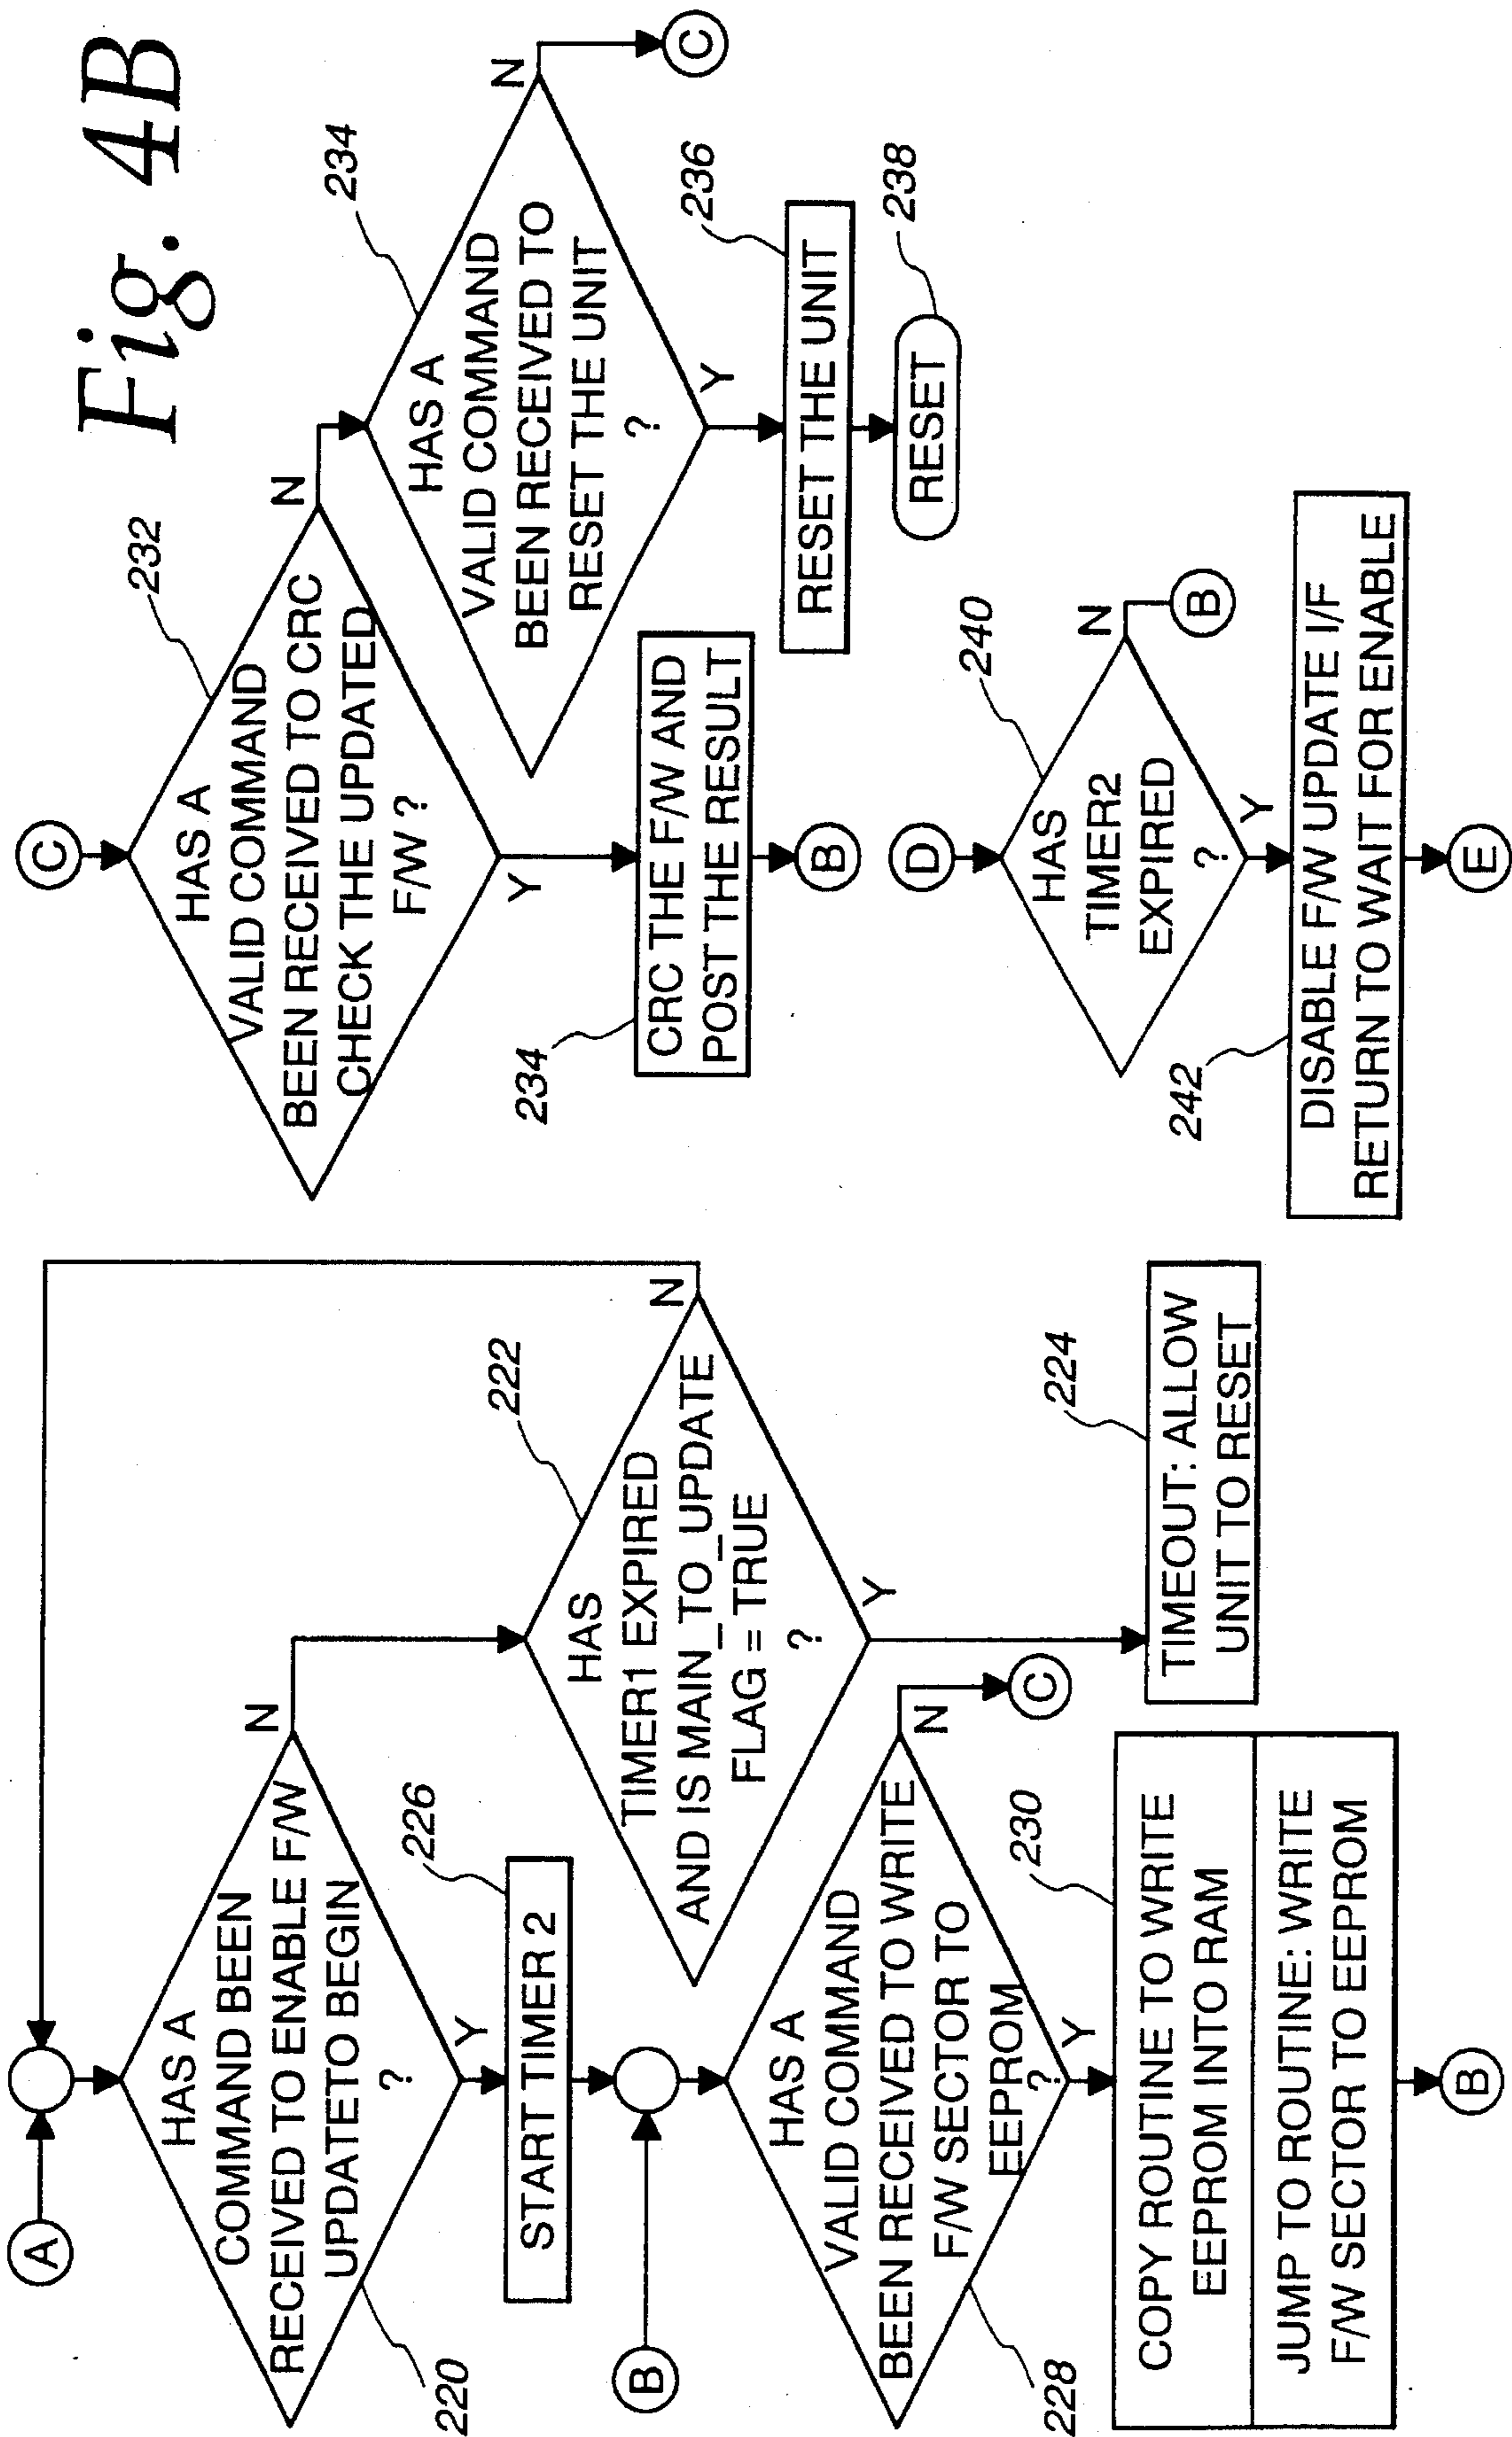 Fig. 4B
A
HAS A
COMMAND BEEN
RECEIVED TO ENABLE F/W
UPDATETO BEGIN
?
220
N
Y
226
START TIMER 2
HAS
TIMER1 EXPIRED
AND IS MAIN_TO_UPDATE_
FLAG = TRUE
?
222
N
Y
224
TIMEOUT: ALLOW
UNIT TO RESET
B
HAS A
VALID COMMAND
BEEN RECEIVED TO WRITE
F/W SECTOR TO
EEPROM
?
228
N
C
Y
230
COPY ROUTINE TO WRITE
EEPROM INTO RAM
JUMP TO ROUTINE: WRITE
F/W SECTOR TO EEPROM
B
C
HAS A
VALID COMMAND
BEEN RECEIVED TO CRC
CHECK THE UPDATED
F/W ?
232
N
Y
234
CRC THE F/W AND
POST THE RESULT
B
HAS A
VALID COMMAND
BEEN RECEIVED TO
RESET THE UNIT
?
234
N
C
Y
236
RESET THE UNIT
238
RESET
D
HAS
TIMER2
EXPIRED
?
240
N
B
Y
242
DISABLE F/W UPDATE I/F
RETURN TO WAIT FOR ENABLE
E